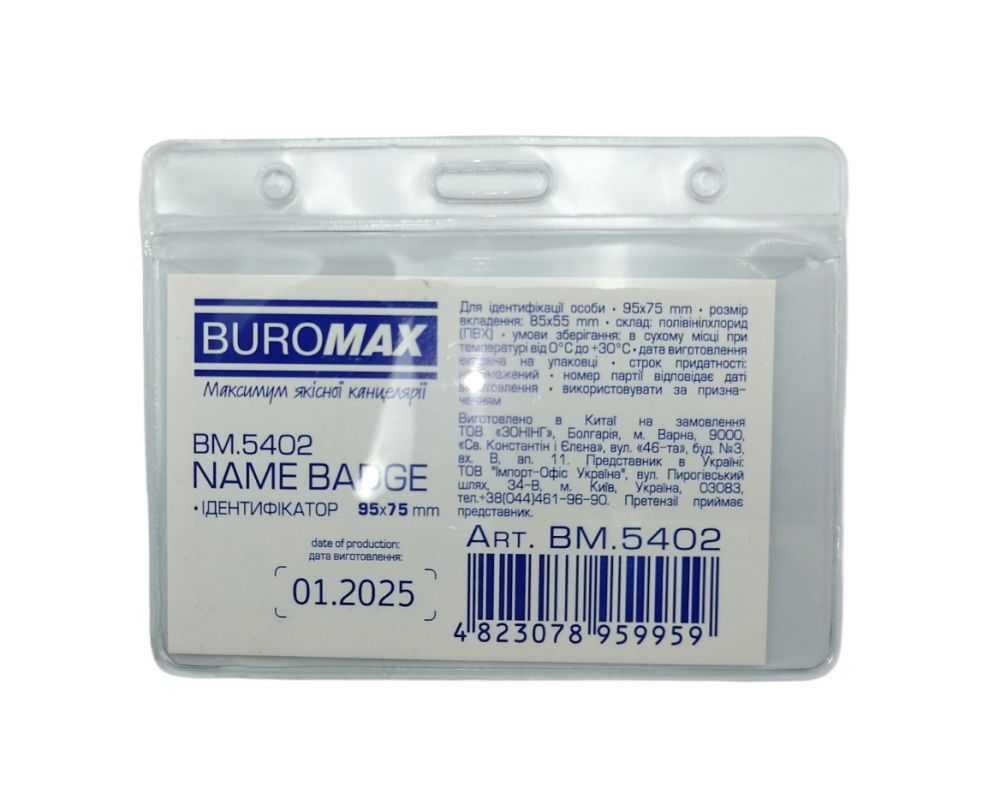 BUROMAX
Максимум якісної канцелярії
BM.5402
NAME BADGE
• ІДЕНТИФІКАТОР 95x75 mm
date of production:
дата виготовлення:
01.2025
Для ідентифікації особи • 95x75 mm • розмір
вкладення: 85x55 mm • склад: полівінілхлорид
(ПВХ) • умови зберігання: в сухому місці при
температурі від 0°C до +30°C • дата виготовлення
на упаковці • строк придатності:
• номер партії відповідає даті
• використовувати за призна-
ченням
Виготовлено в Китаї на замовлення
ТОВ «ЗОНІНГ», Болгарія, м. Варна, 9000,
«Св. Константін і Єлєна», вул. «46-та», буд. №3,
вх. В, ап. 11. Представник в Україні:
ТОВ "Імпорт-Офіс Україна", вул. Пирогівський
шлях, 34-В, м. Київ, Україна, 03083,
тел.+38(044)461-96-90. Претензії приймає
представник.
ART. BM.5402
4 823078 959959